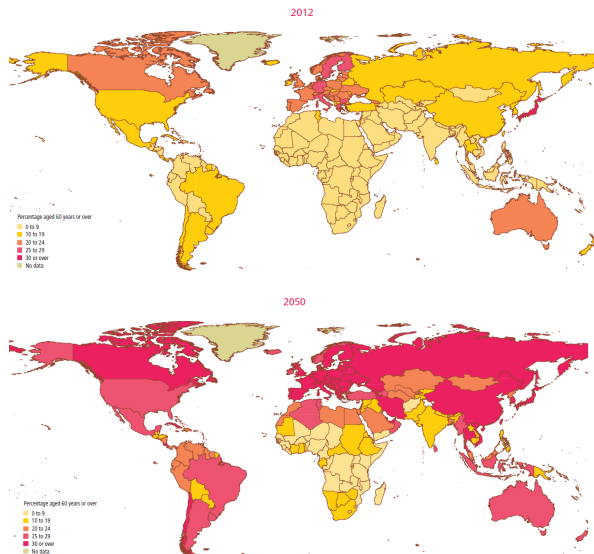 2012
Percentage aged 60 years or over
0 to 9
10 to 19
20 to 24
25 to 29
30 or over
No data
2050
Percentage aged 60 years or over
0 to 9
10 to 19
20 to 24
25 to 29
30 or over
No data